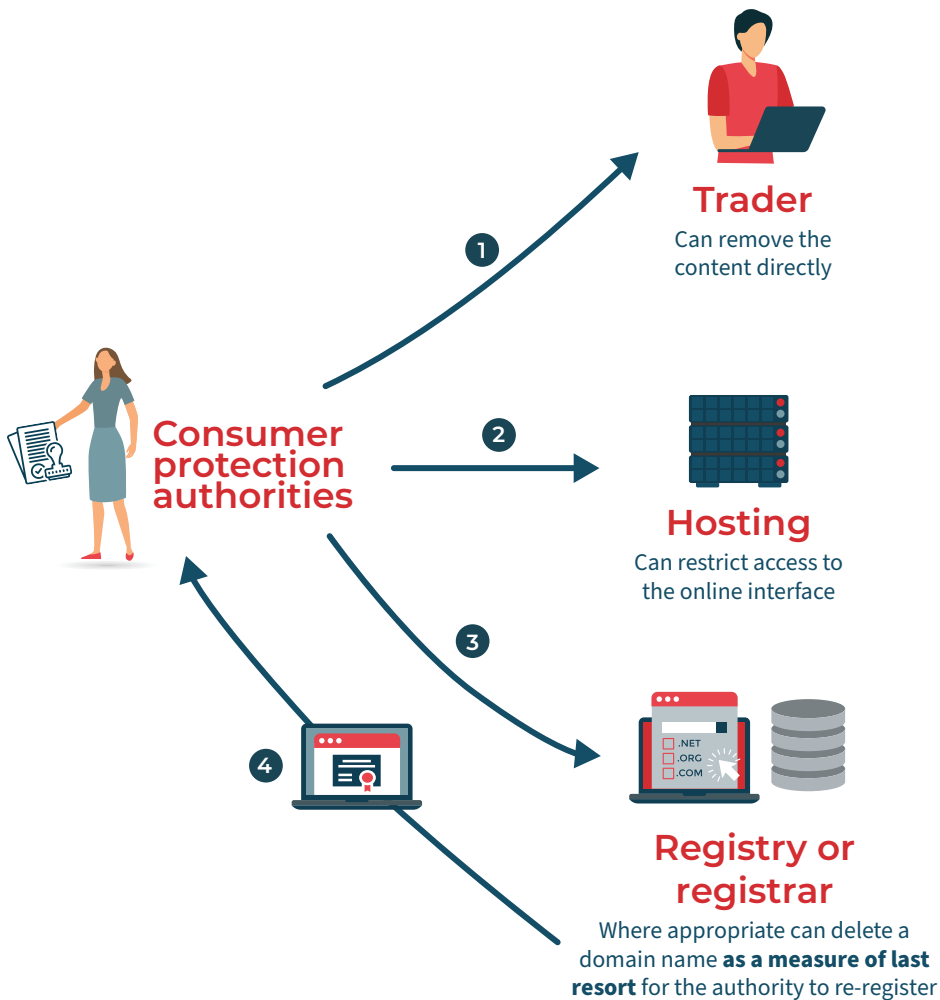 1
Trader
Can remove the
content directly
Consumer
protection
authorities
2
Hosting
Can restrict access to
the online interface
3
.NET
.ORG
.COM
4
Registry or
registrar
Where appropriate can delete a
domain name as a measure of last
resort for the authority to re-register